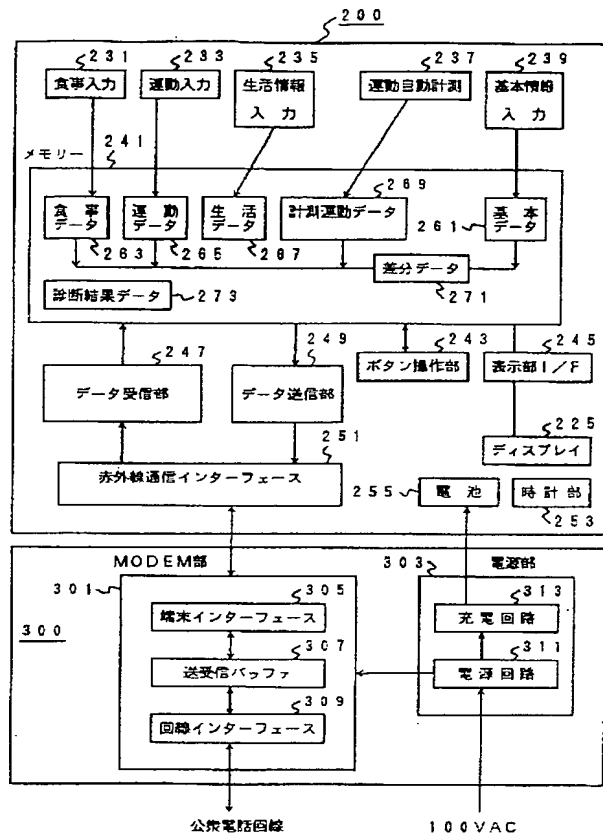 200
231
233
235
237
239
食事入力
運動入力
生活情報
入力
運動自動計測
基本情報
入力
241
メモリー
269
食事
データ
運動
データ
生活
データ
計測運動データ
261
基本
データ
263
265
267
差分データ
271
診断結果データ
273
247
249
243
245
データ受信部
データ送信部
ボタン操作部
表示部I/F
251
225
ディスプレイ
赤外線通信インターフェース
255
電池
時計部
253
MODEM部
303
電源部
301
305
313
端末インターフェース
充電回路
300
307
311
送受信バッファ
電源回路
309
回線インターフェース
公衆電話回線
100VAC